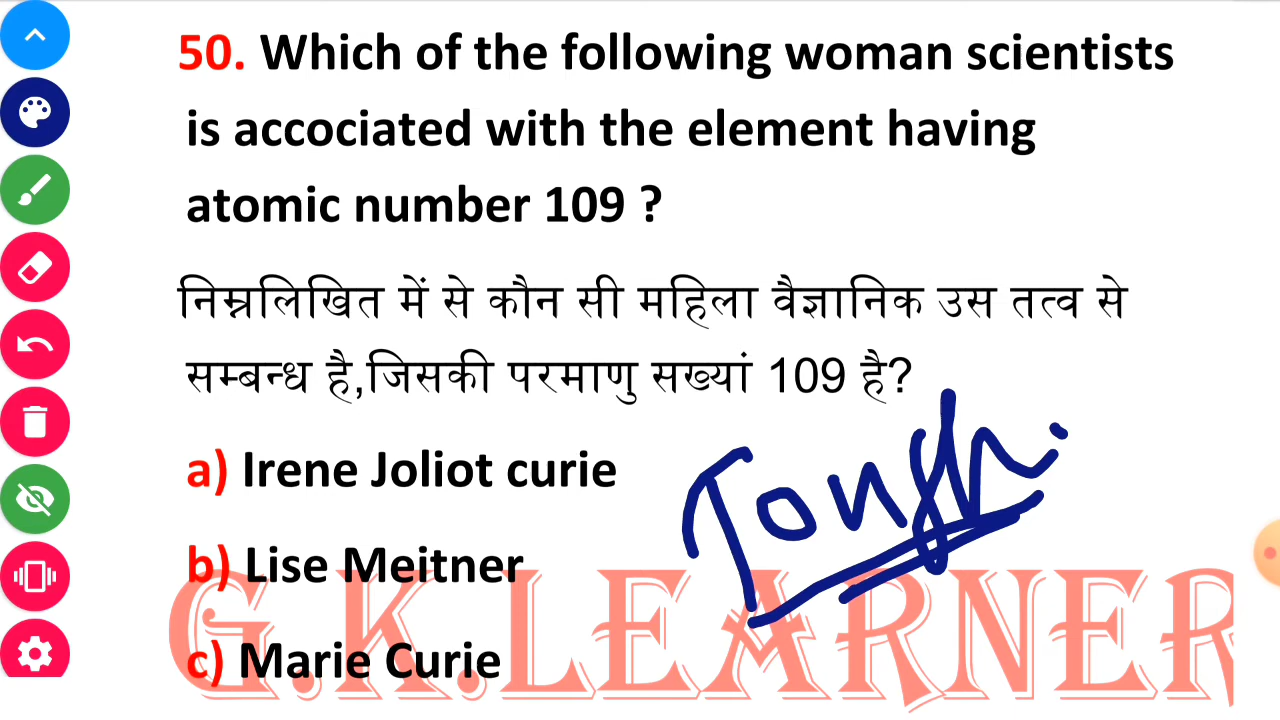 50. Which of the following woman scientists
is accociated with the element having
atomic number 109 ?
निम्नलिखित में से कौन सी महिला वैज्ञानिक उस तत्व से
सम्बन्ध है,जिसकी परमाणु सख्यां 109 है?
a) Irene Joliot curie
Tough.
b) Lise Meitner
G.K.LEARNER
c) Marie Curie